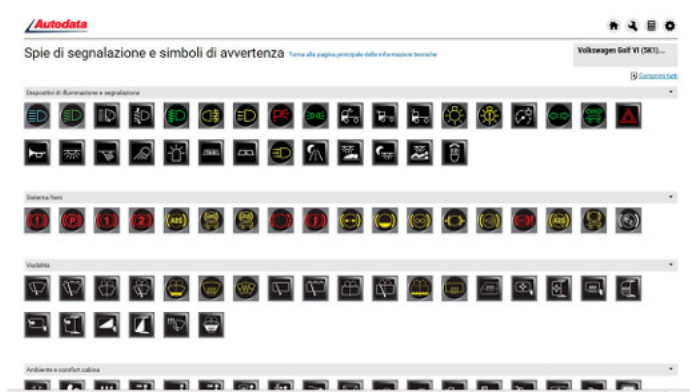 Autodata
Spie di segnalazione e simboli di avvertenza Torna alla pagina principale delle informazioni tecniche
Volkswagen Golf VI (5K1)...
Comprimi tutti
Dispositivi di illuminazione e segnalazione
Sistema freni
Visibilità
Ambiente e comfort cabina